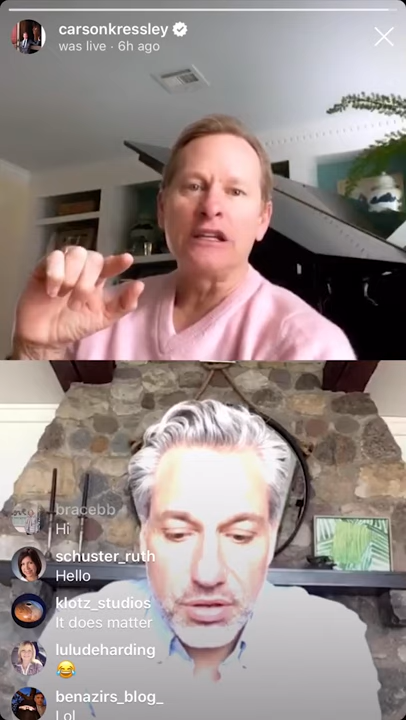 carsonkressley
was live · 6h ago
bracebb
Hi
schuster_ruth
Hello
klotz_studios
It does matter
luludeharding
😂
benazirs_blog_
Lol